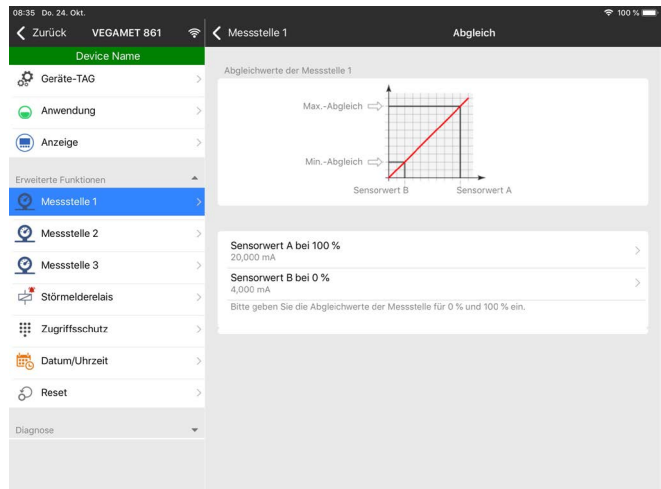 08:35 Do. 24. Okt.
100 %
Zurück VEGAMET 861
Messstelle 1
Abgleich
Device Name
Geräte-TAG
Anwendung
Anzeige
Erweiterte Funktionen
Messstelle 1
Messstelle 2
Messstelle 3
Störmelderelais
Zugriffsschutz
Datum/Uhrzeit
Reset
Diagnose
Abgleichwerte der Messstelle 1
Max.-Abgleich
Min.-Abgleich
Sensorwert B Sensorwert A
Sensorwert A bei 100 %
20,000 mA
Sensorwert B bei 0 %
4,000 mA
Bitte geben Sie die Abgleichwerte der Messstelle für 0 % und 100 % ein.